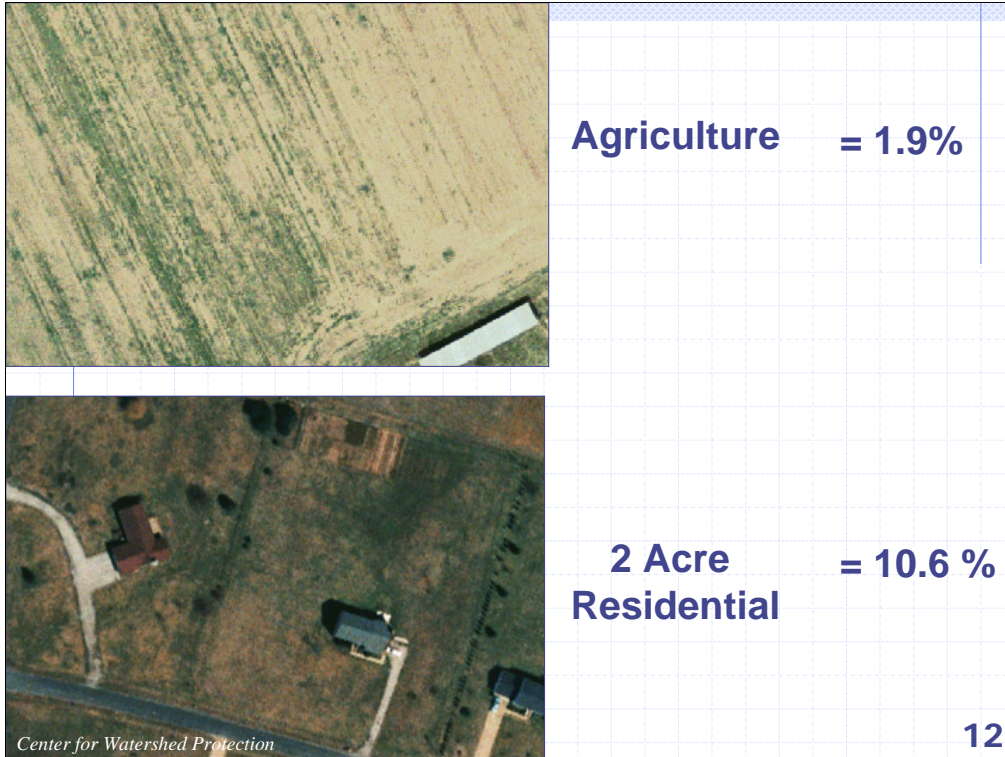 Agriculture = 1.9%
2 Acre
Residential = 10.6 %
Center for Watershed Protection
12